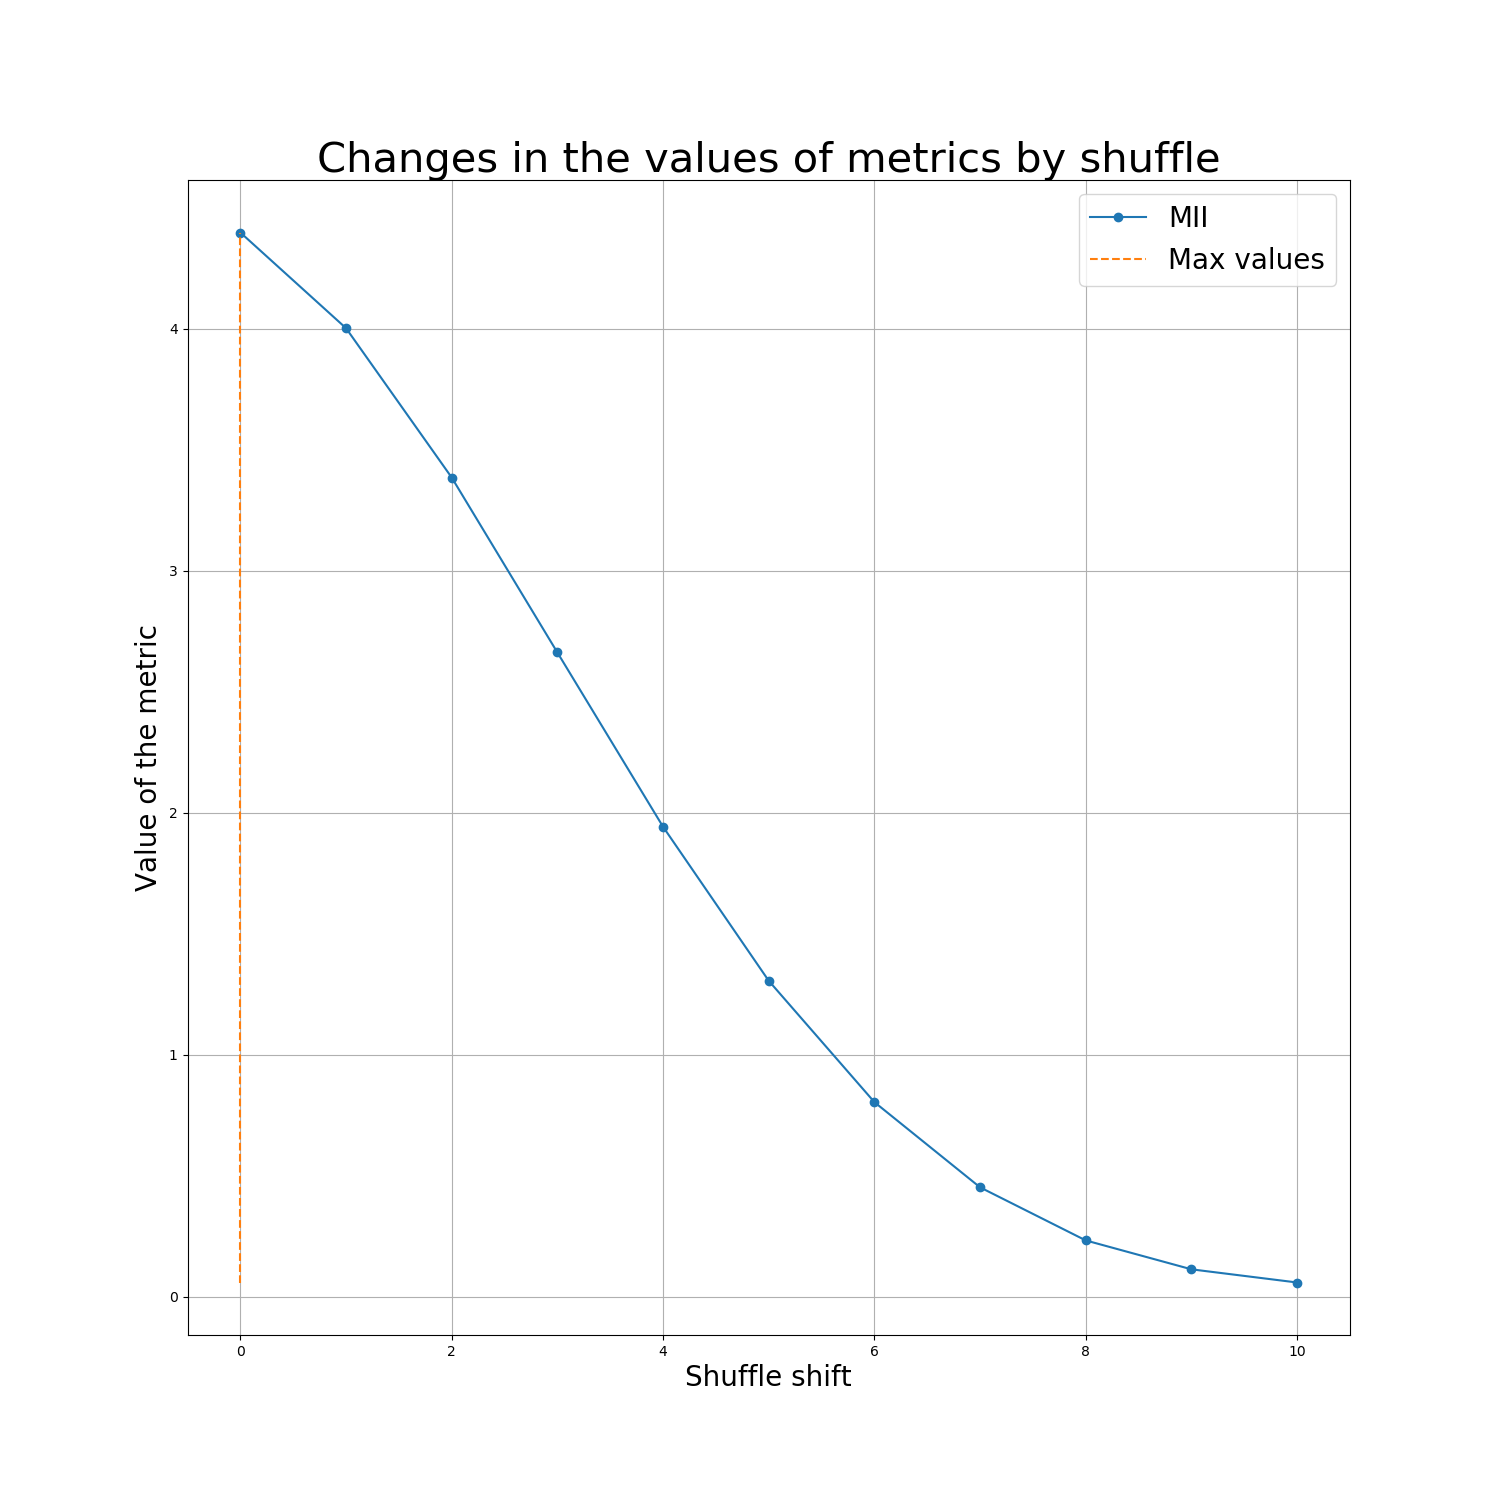 Changes in the values of metrics by shuffle
MII
Max values
Value of the metric
4
3
2
1
0
0 2 4 6 8 10
Shuffle shift